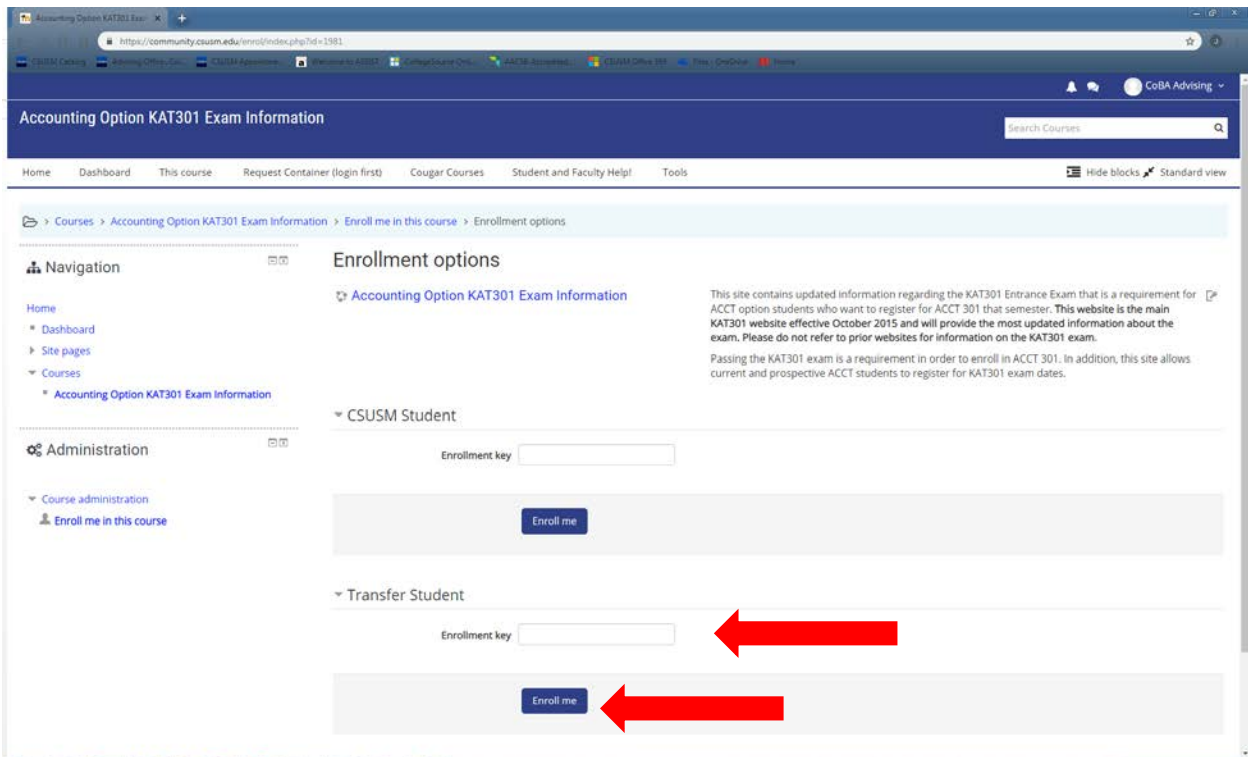 Accounting Option KAT301 Exam
https://community.csusm.edu/enrol/index.php?id=1981
CoBA Advising
Accounting Option KAT301 Exam Information
Search Courses
Home Dashboard This course Request Container (login first) Cougar Courses Student and Faculty Help! Tools Hide blocks Standard view
> Courses > Accounting Option KAT301 Exam Information > Enroll me in this course > Enrollment options
Navigation
Home
Dashboard
Site pages
Courses
Accounting Option KAT301 Exam Information
Administration
Course administration
Enroll me in this course
Enrollment options
Accounting Option KAT301 Exam Information
This site contains updated information regarding the KAT301 Entrance Exam that is a requirement for
ACCT option students who want to register for ACCT 301 that semester. This website is the main
KAT301 website effective October 2015 and will provide the most updated information about the
exam. Please do not refer to prior websites for information on the KAT301 exam.
Passing the KAT301 exam is a requirement in order to enroll in ACCT 301. In addition, this site allows
current and prospective ACCT students to register for KAT301 exam dates.
CSUSM Student
Enrollment key
Enroll me
Transfer Student
Enrollment key
Enroll me